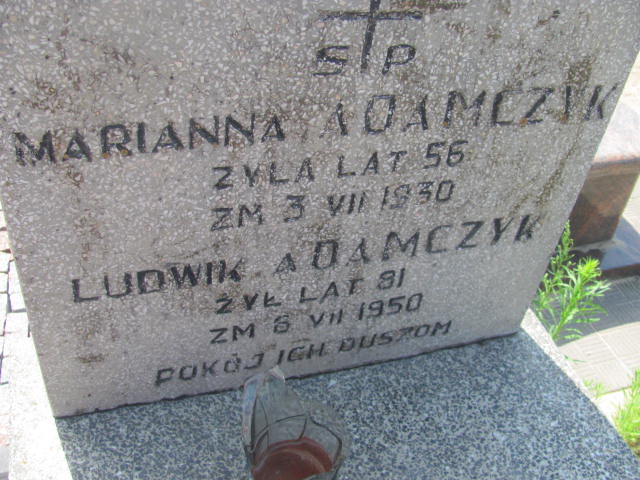 S P
MARIANNA ADAMCZYK
ŻYŁA LAT 56
ZM 3 VII 1930
LUDWIK ADAMCZYK
ŻYŁ LAT 81
ZM 6 VII 1950
POKÓJ ICH DUSZOM